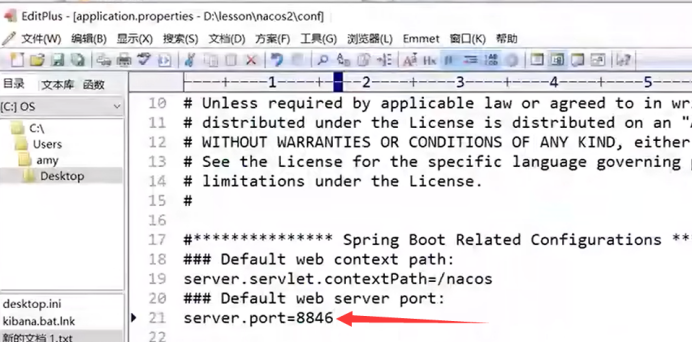 EditPlus - [application.properties - D:\lesson\nacos2\conf]
文件(W) 编辑(B) 显示(X) 搜索(S) 文档(D) 方案(F) 工具(G) 浏览器(L) Emmet 窗口(K) 帮助
目录 文本库 函数
[C:] OS
C:\
Users
amy
Desktop
desktop.ini
kibana.bat.lnk
新的文档 1.txt
1 2 3 4 5
10 # Unless required by applicable law or agreed to in
11 # distributed under the License is distributed on an
12 # WITHOUT WARRANTIES OR CONDITIONS OF ANY KIND, either
13 # See the License for the specific language governing
14 # limitations under the License.
15 #
16
17 #*************** Spring Boot Related Configurations **
18 ### Default web context path:
19 server.servlet.contextPath=/nacos
20 ### Default web server port:
21 server.port=8846
22